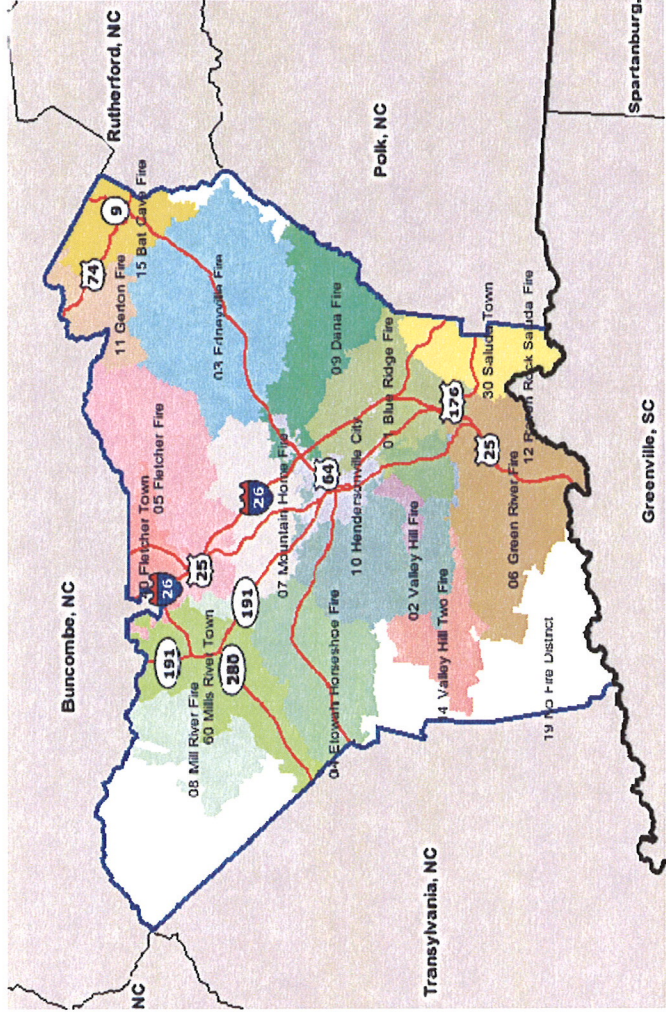 Buncombe, NC
74
Rutherford, NC
9
11 Gerton Fire
NC
15 Bat Cave Fire
Fletcher Town
05 Fletcher Fire
26
191
08 Mill River Fire
25
60 Mills River Town
03 Edneyville Fire
280
191
26
07 Mountain Home Fire
64
04 Etowah Horseshoe Fire
09 Dana Fire
10 Hendersonville City
Polk, NC
01 Blue Ridge Fire
02 Valley Hill Fire
Transylvania, NC
4 Valley Hill Two Fire
176
25
30 Saluda Town
06 Green River Fire
12 Raven Rock Saluda Fire
19 No Fire District
Spartanburg,
Greenville, SC